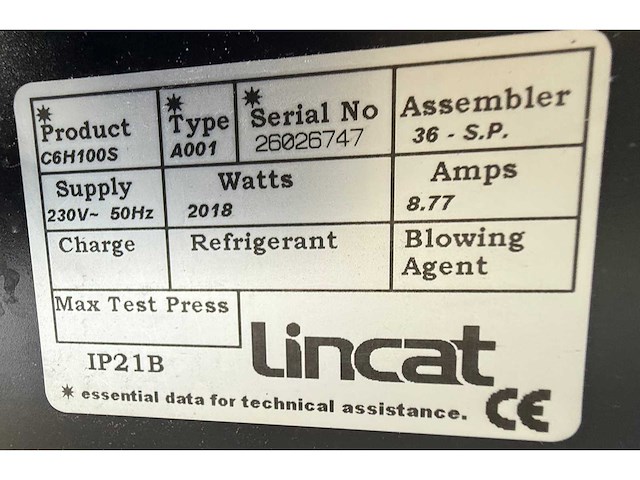 * Product
C6H100S
* Type
A001
* Serial No
26026747
Assembler
36 - S.P.
Supply
230V~ 50Hz
Watts
2018
Amps
8.77
Charge
Refrigerant
Blowing
Agent
Max Test Press
IP21B
Lincat
* essential data for technical assistance.
CE